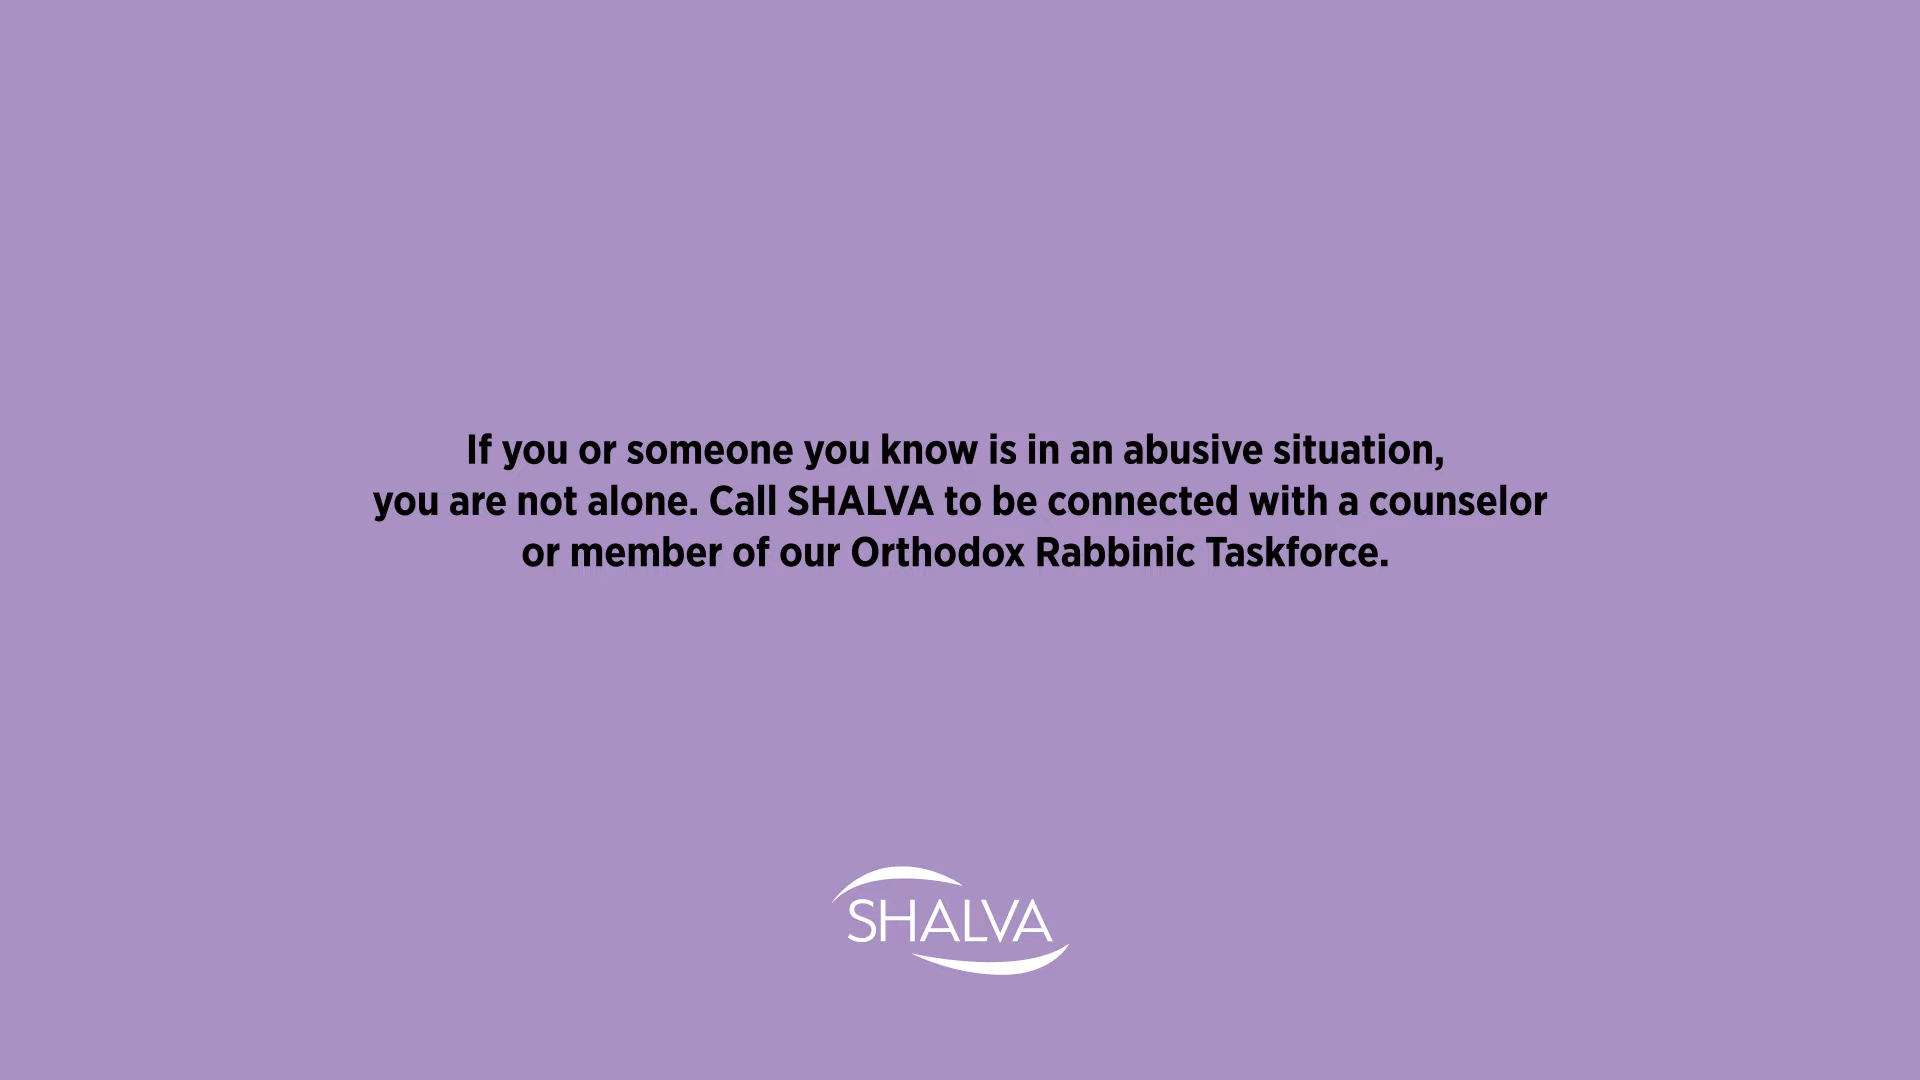 If you or someone you know is in an abusive situation,
you are not alone. Call SHALVA to be connected with a counselor
or member of our Orthodox Rabbinic Taskforce.
SHALVA